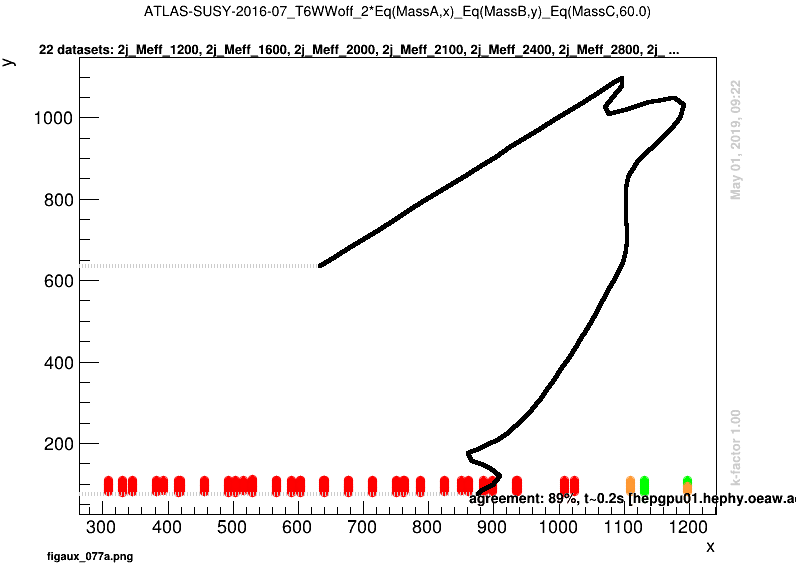 ATLAS-SUSY-2016-07_T6WWoff_2*Eq(MassA,x)_Eq(MassB,y)_Eq(MassC,60.0)
22 datasets: 2j_Meff_1200, 2j_Meff_1600, 2j_Meff_2000, 2j_Meff_2100, 2j_Meff_2400, 2j_Meff_2800, 2j_ ...
y
1000
800
600
400
200
May 01, 2019, 09:22
k-factor 1.00
agreement: 89%, t~0.2s [hepgpu01.hephy.oeaw.a
300 400 500 600 700 800 900 1000 1100 1200
x
figaux_077a.png